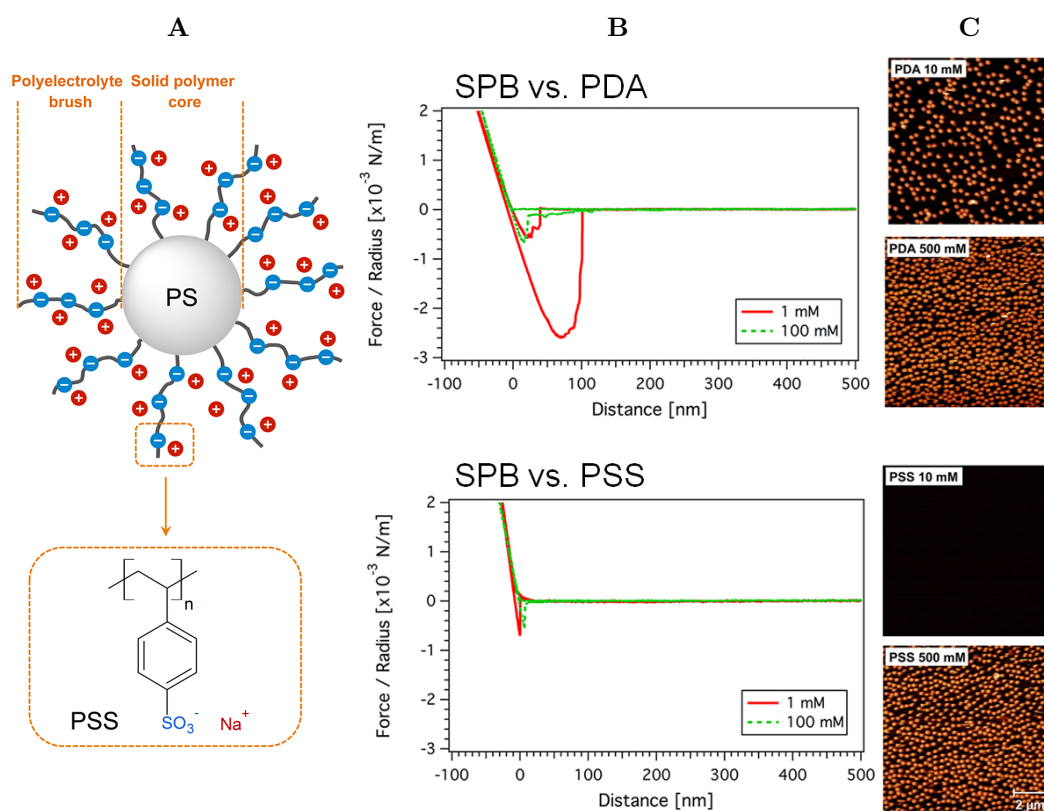 A
B
C
Polyelectrolyte
brush
Solid polymer
core
PS
n
PSS
SO₃⁻
Na⁺
SPB vs. PDA
Force / Radius [x10⁻³ N/m]
2
1
0
-1
-2
-3
-100
0
100
200
300
400
500
Distance [nm]
1 mM
100 mM
SPB vs. PSS
Force / Radius [x10⁻³ N/m]
2
1
0
-1
-2
-3
-100
0
100
200
300
400
500
Distance [nm]
1 mM
100 mM
PDA 10 mM
PDA 500 mM
PSS 10 mM
PSS 500 mM
2 µm